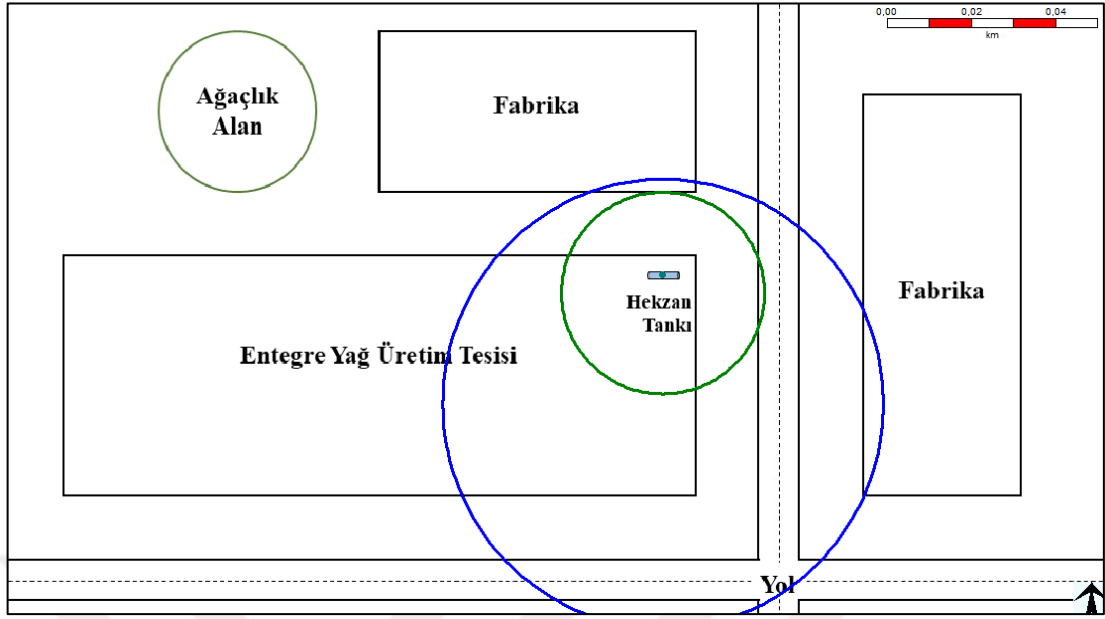 0,00 0,02 0,04
km
Ağaçlık
Alan
Fabrika
Fabrika
Hekzan
Tankı
Entegre Yağ Üretim Tesisi
Yol